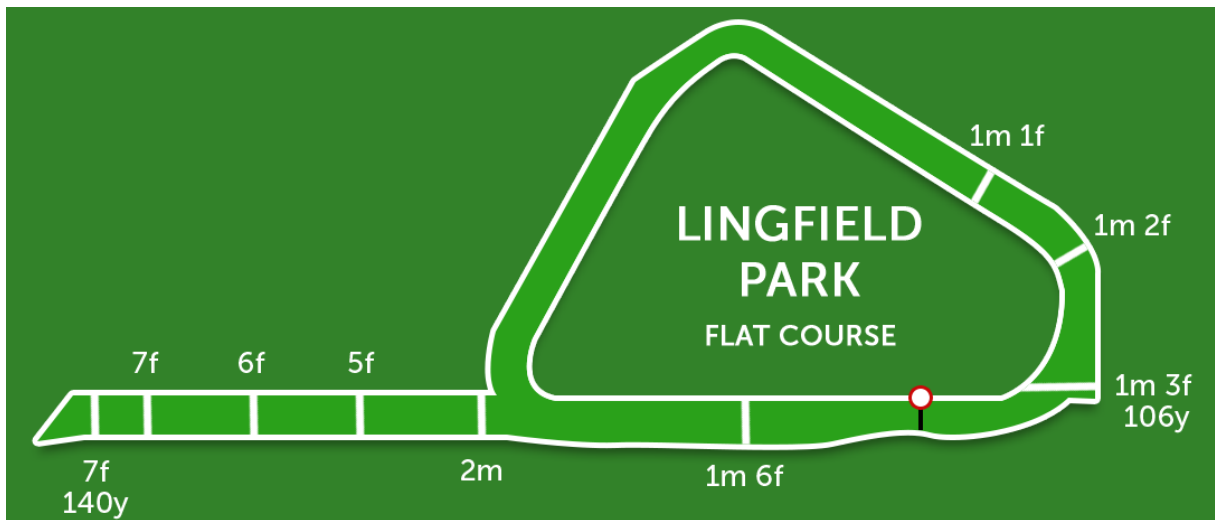 1m 1f
LINGFIELD
PARK
FLAT COURSE
1m 2f
7f
6f
5f
1m 3f
106y
7f
140y
2m
1m 6f